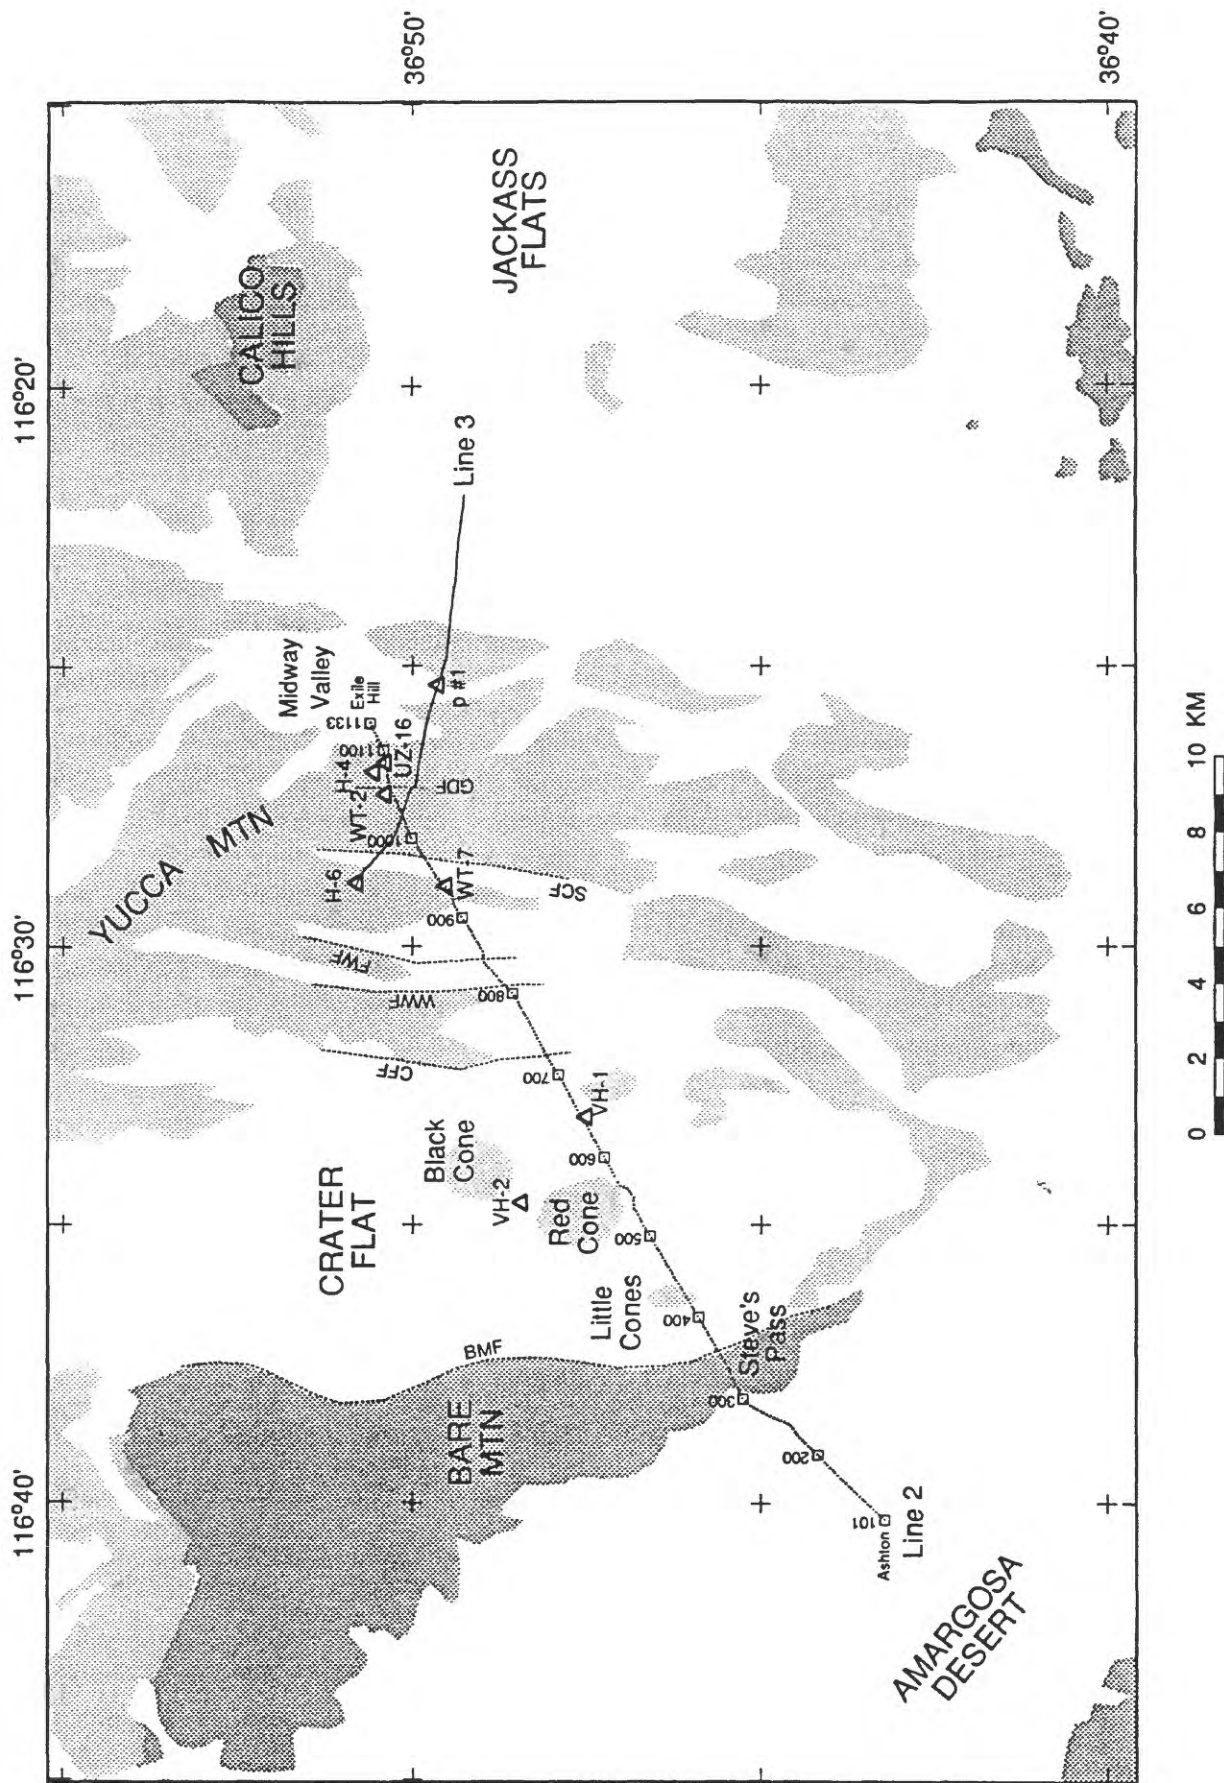 116°40'
116°30'
116°20'
36°50'
36°40'
YUCCA MTN
CALICO
HILLS
JACKASS
FLATS
Midway
Valley
Exile
Hill
CRATER
FLAT
Black
Cone
Red
Cone
Little
Cones
BARE
MTN
Steve's
Pass
AMARGOSA
DESERT
Ashton
Line 2
Line 3
BMF
CFF
WWF
FWF
SCF
GDF
H-6
WT-2
H-4
UZ-16
WT-7
p #1
VH-1
VH-2
101
200
300
400
500
600
700
800
900
1000
1100
1133
0 2 4 6 8 10 KM